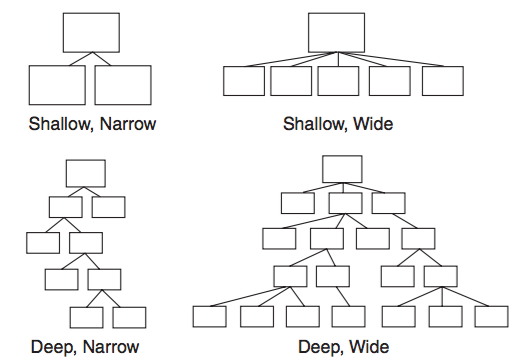 Shallow, Narrow
Shallow, Wide
Deep, Narrow
Deep, Wide